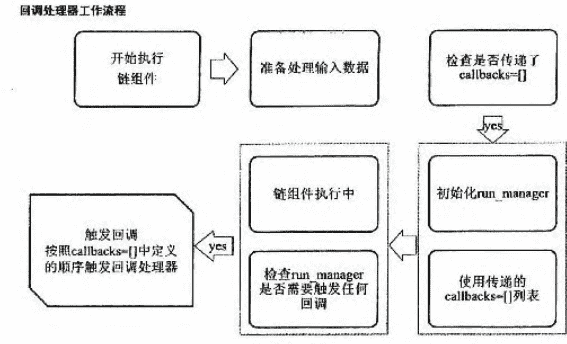 回调处理器工作流程
开始执行
链组件
准备处理输入数据
检查是否传递了
callbacks=[]
yes
初始化run_manager
使用传递的
callbacks=[]列表
链组件执行中
检查run_manager
是否需要触发任何
回调
yes
触发回调
按照callbacks=[]中定义
的顺序触发回调处理器